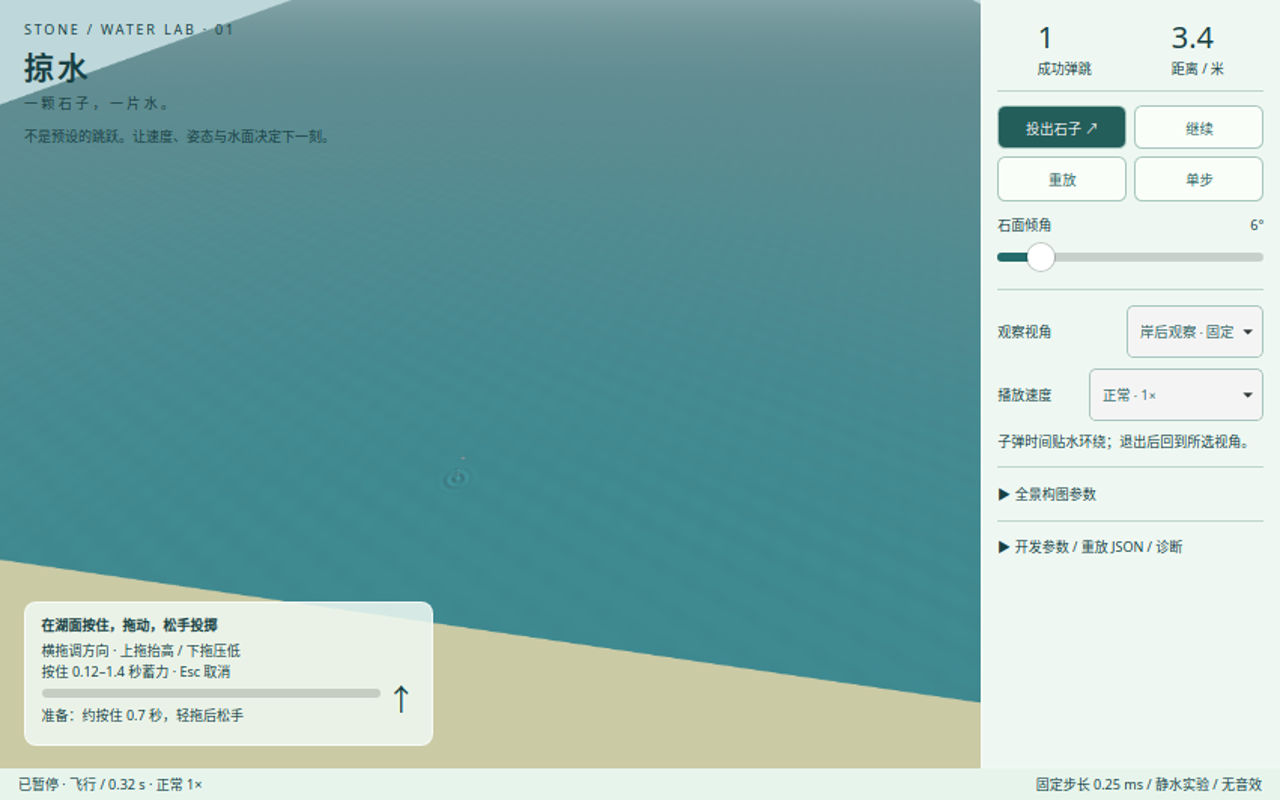 STONE / WATER LAB · 01
掠水
一颗石子，一片水。
不是预设的跳跃。让速度、姿态与水面决定下一刻。
在湖面按住，拖动，松手投掷
横拖调方向 · 上拖抬高 / 下拖压低
按住 0.12–1.4 秒蓄力 · Esc 取消
↑
准备：约按住 0.7 秒，轻拖后松手
1
成功弹跳
3.4
距离 / 米
投出石子 ↗
继续
重放
单步
石面倾角
6°
观察视角
岸后观察 · 固定
播放速度
正常 · 1×
子弹时间贴水环绕；退出后回到所选视角。
▶ 全景构图参数
▶ 开发参数 / 重放 JSON / 诊断
已暂停 · 飞行 / 0.32 s · 正常 1×
固定步长 0.25 ms / 静水实验 / 无音效